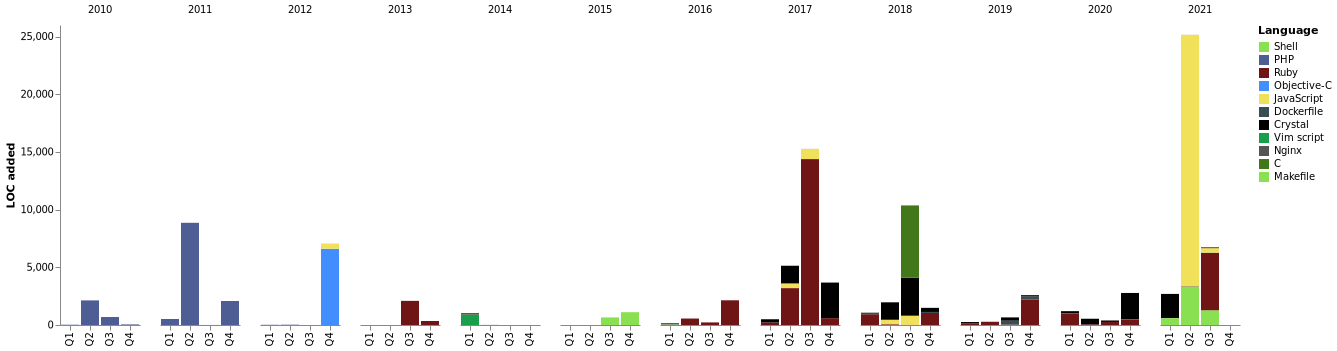 2010 2011 2012 2013 2014 2015 2016 2017 2018 2019 2020 2021
LOC added
25,000
20,000
15,000
10,000
5,000
0
Q1 Q2 Q3 Q4 Q1 Q2 Q3 Q4 Q1 Q2 Q3 Q4 Q1 Q2 Q3 Q4 Q1 Q2 Q3 Q4 Q1 Q2 Q3 Q4 Q1 Q2 Q3 Q4 Q1 Q2 Q3 Q4 Q1 Q2 Q3 Q4 Q1 Q2 Q3 Q4 Q1 Q2 Q3 Q4 Q1 Q2 Q3 Q4
Language
Shell
PHP
Ruby
Objective-C
JavaScript
Dockerfile
Crystal
Vim script
Nginx
C
Makefile